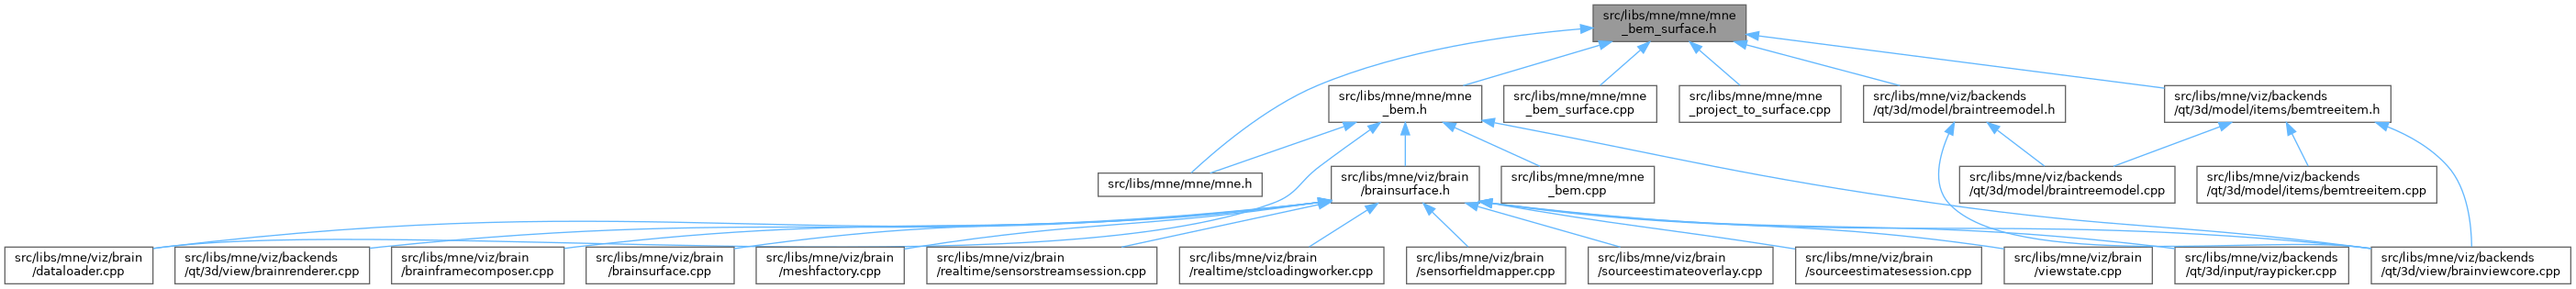 src/libs/mne/mne/mne
_bem_surface.h
src/libs/mne/mne/mne
_bem.h
src/libs/mne/mne/mne
_bem_surface.cpp
src/libs/mne/mne/mne
_project_to_surface.cpp
src/libs/mne/viz/backends
/qt/3d/model/braintreemodel.h
src/libs/mne/viz/backends
/qt/3d/model/items/bemtreeitem.h
src/libs/mne/mne/mne.h
src/libs/mne/viz/brain
/brainsurface.h
src/libs/mne/mne/mne
_bem.cpp
src/libs/mne/viz/backends
/qt/3d/model/braintreemodel.cpp
src/libs/mne/viz/backends
/qt/3d/model/items/bemtreeitem.cpp
src/libs/mne/viz/brain
/dataloader.cpp
src/libs/mne/viz/backends
/qt/3d/view/brainrenderer.cpp
src/libs/mne/viz/brain
/brainframecomposer.cpp
src/libs/mne/viz/brain
/brainsurface.cpp
src/libs/mne/viz/brain
/meshfactory.cpp
src/libs/mne/viz/brain
/realtime/sensorstreamsession.cpp
src/libs/mne/viz/brain
/realtime/stcloadingworker.cpp
src/libs/mne/viz/brain
/sensorfieldmapper.cpp
src/libs/mne/viz/brain
/sourceestimateoverlay.cpp
src/libs/mne/viz/brain
/sourceestimatesession.cpp
src/libs/mne/viz/brain
/viewstate.cpp
src/libs/mne/viz/backends
/qt/3d/input/raypicker.cpp
src/libs/mne/viz/backends
/qt/3d/view/brainviewcore.cpp